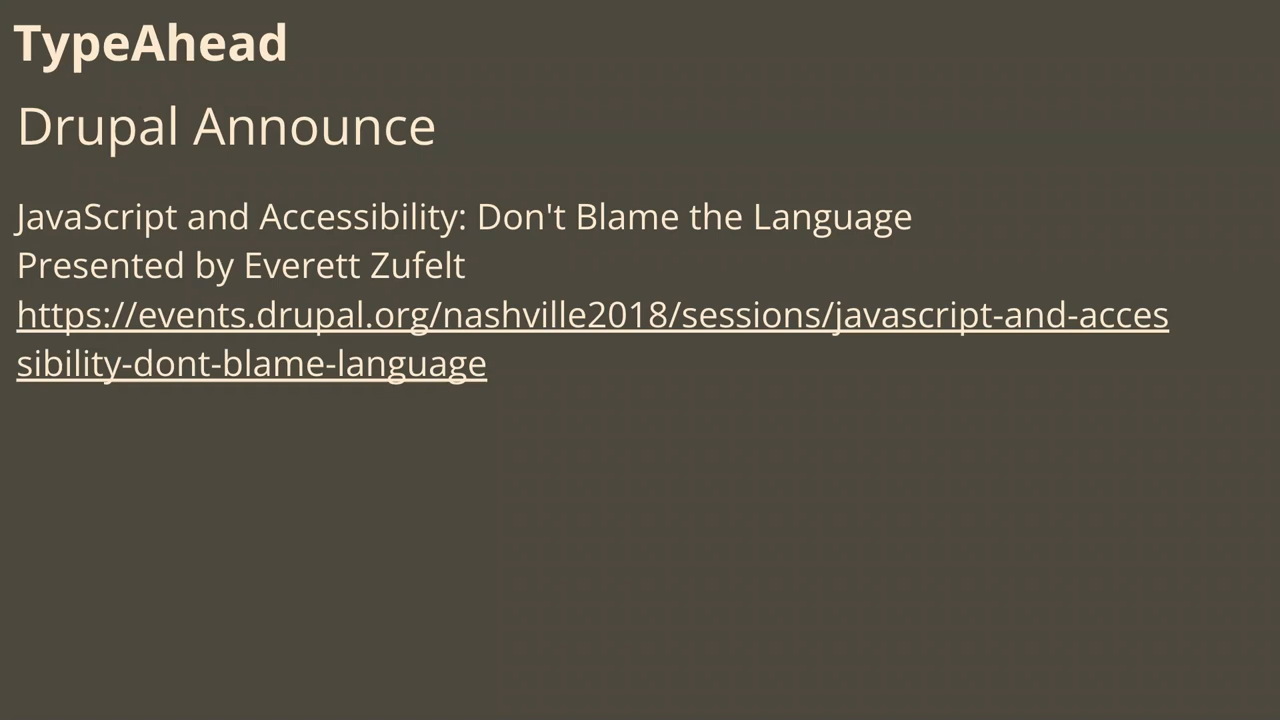 TypeAhead
Drupal Announce
JavaScript and Accessibility: Don't Blame the Language
Presented by Everett Zufelt
https://events.drupal.org/nashville2018/sessions/javascript-and-acces
sibility-dont-blame-language